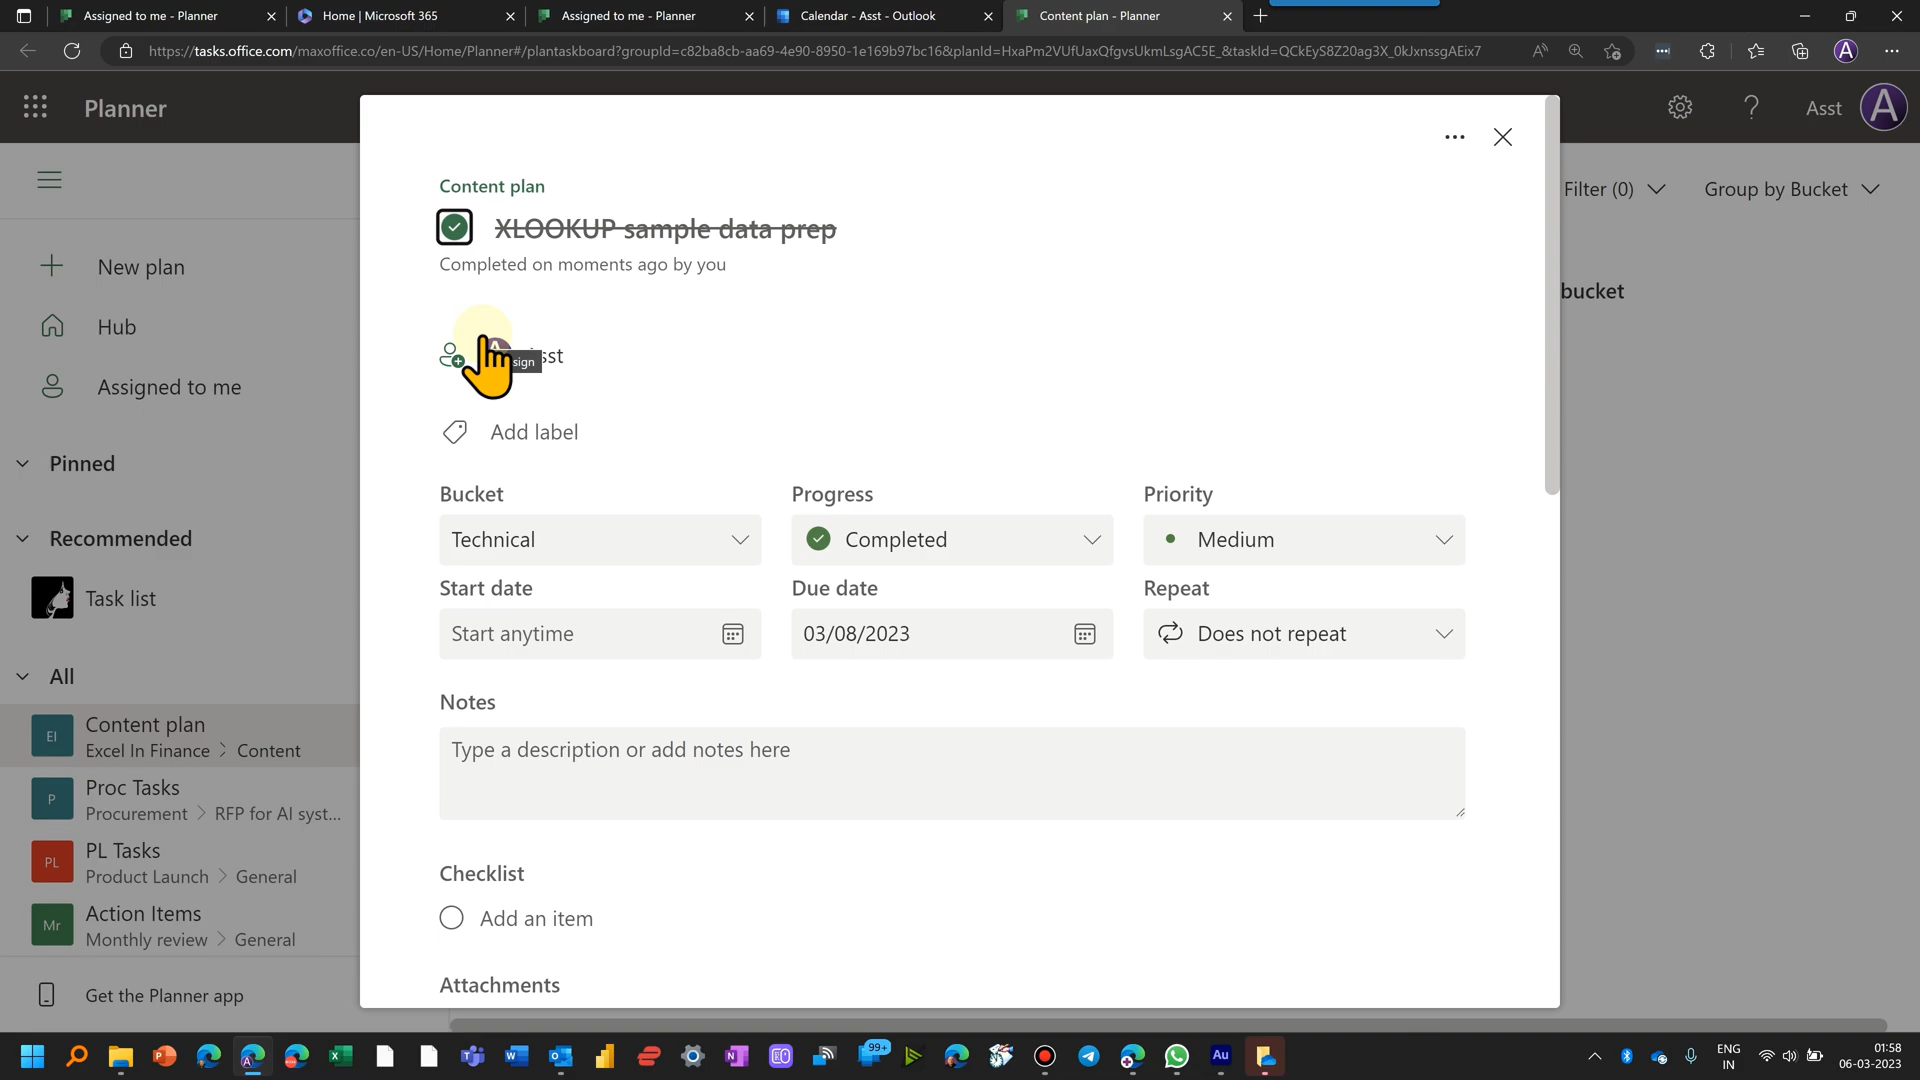 Assigned to me - Planner
Home | Microsoft 365
Assigned to me - Planner
Calendar - Asst - Outlook
Content plan - Planner
https://tasks.office.com/maxoffice.co/en-US/Home/Planner#/plantaskboard?groupId=c82ba8cb-aa69-4e90-8950-1e169b97bc16&planId=HxaPm2VUfUaxQfgvsUkmLsgAC5E_&taskId=QCkEyS8Z20ag3X_0kJxnssgAEix7
A
Planner
Asst
A
Filter (0)
Group by Bucket
bucket
New plan
Hub
Assigned to me
Pinned
Recommended
Task list
All
EI
Content plan
Excel In Finance > Content
P
Proc Tasks
Procurement > RFP for AI syst...
PL
PL Tasks
Product Launch > General
Mr
Action Items
Monthly review > General
Get the Planner app
Content plan
XLOOKUP sample data prep
Completed on moments ago by you
Add label
Bucket
Progress
Priority
Technical
Completed
Medium
Start date
Due date
Repeat
Start anytime
03/08/2023
Does not repeat
Notes
Type a description or add notes here
Checklist
Add an item
Attachments
99+
Au
ENG
IN
01:58
06-03-2023